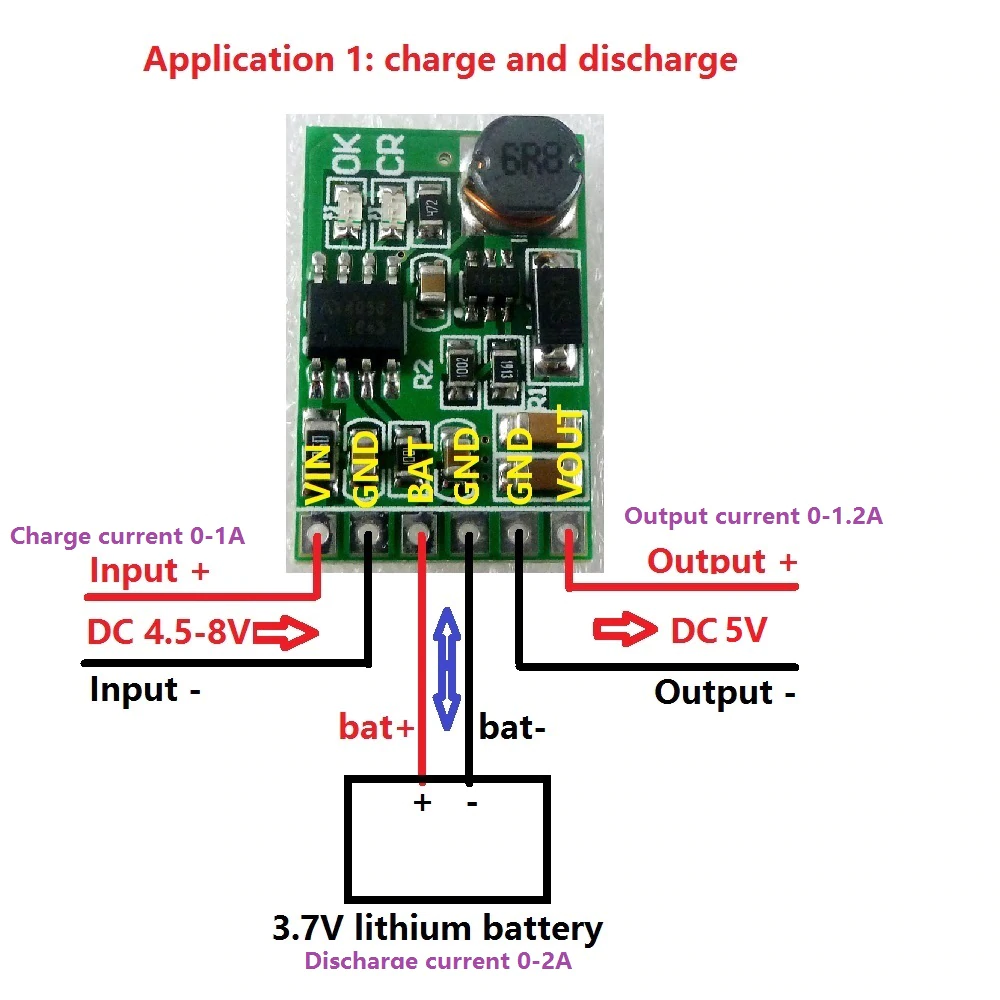 Application 1: charge and discharge
OK
CR
6R8
472
R2
1002
1913
R1
VIN
GND
BAT
GND
GND
VOUT
Charge current 0-1A
Output current 0-1.2A
Input +
Output +
DC 4.5-8V
DC 5V
Input -
Output -
bat+
bat-
+ -
3.7V lithium battery
Discharge current 0-2A